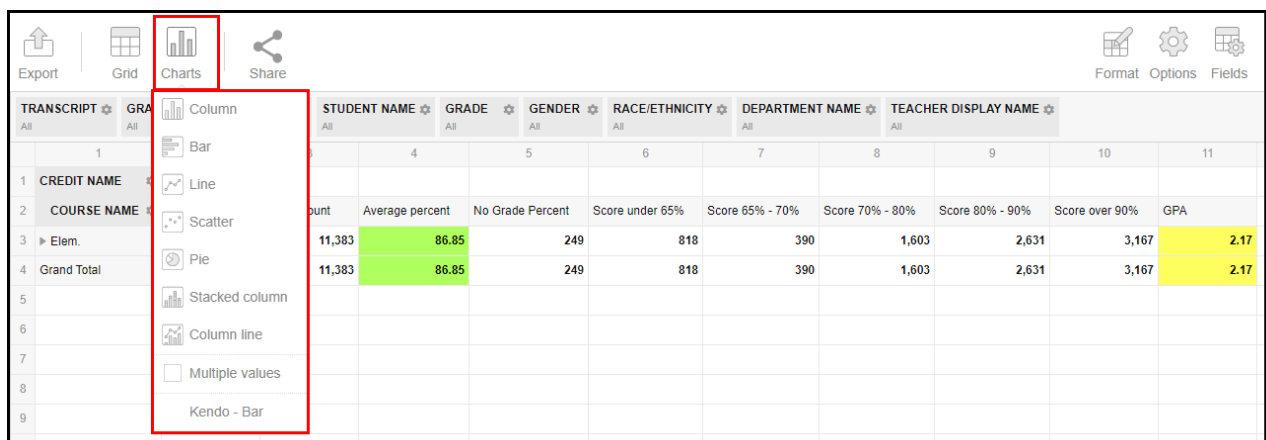 Export Grid Charts Share Format Options Fields
TRANSCRIPT GRA STUDENT NAME GRADE GENDER RACE/ETHNICITY DEPARTMENT NAME TEACHER DISPLAY NAME
All All All All All All All All
Column
Bar
Line
Scatter
Pie
Stacked column
Column line
Multiple values
Kendo - Bar
1 4 5 6 7 8 9 10 11
1 CREDIT NAME
2 COURSE NAME ount Average percent No Grade Percent Score under 65% Score 65% - 70% Score 70% - 80% Score 80% - 90% Score over 90% GPA
3 Elem. 11,383 86.85 249 818 390 1,603 2,631 3,167 2.17
4 Grand Total 11,383 86.85 249 818 390 1,603 2,631 3,167 2.17
5
6
7
8
9